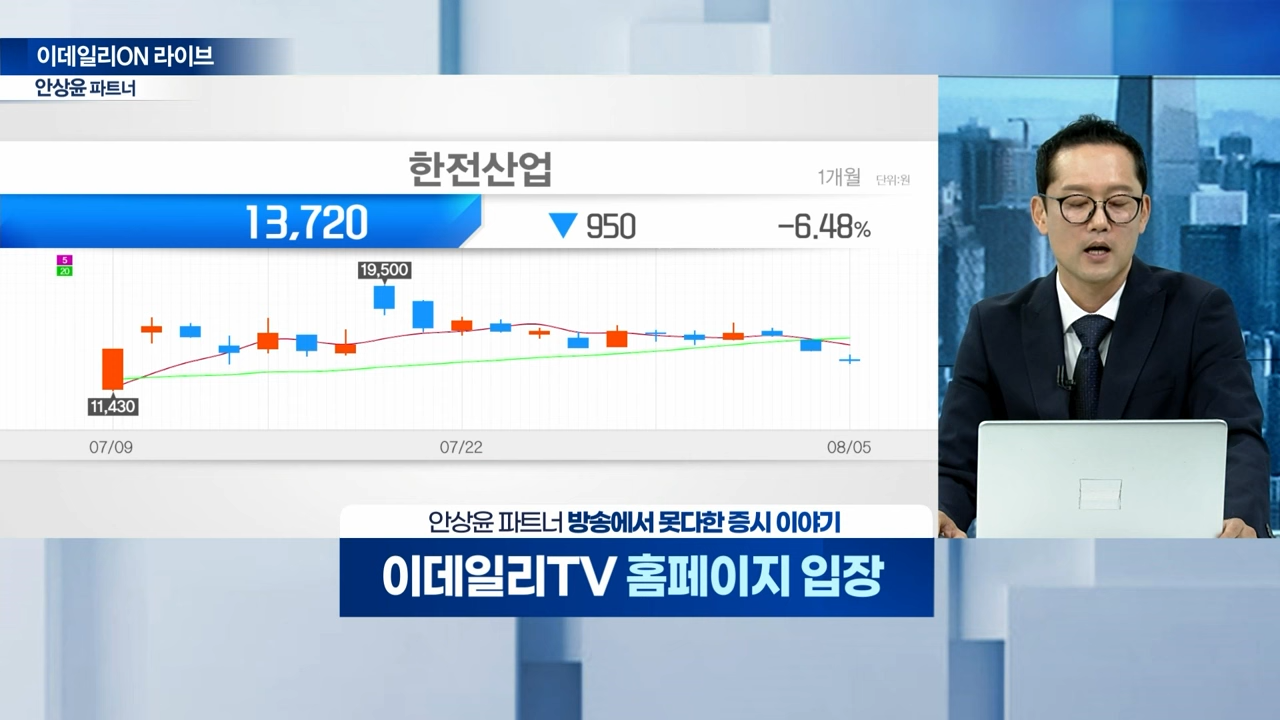 이데일리ON 라이브
안상윤 파트너
한전산업
1개월 단위:원
13,720 ▼ 950 -6.48%
5
20
19,500
11,430
07/09 07/22 08/05
안상윤 파트너 방송에서 못다한 증시 이야기
이데일리TV 홈페이지 입장